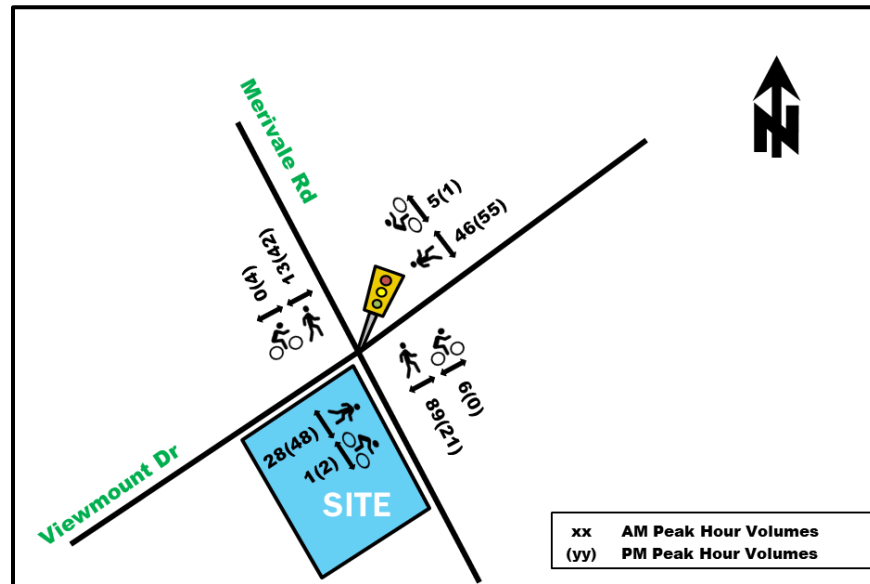 Merivale Rd
N
5(1)
46(55)
13(42)
0(4)
6(0)
89(21)
28(48)
1(2)
Viewmount Dr
SITE
xx AM Peak Hour Volumes
(yy) PM Peak Hour Volumes